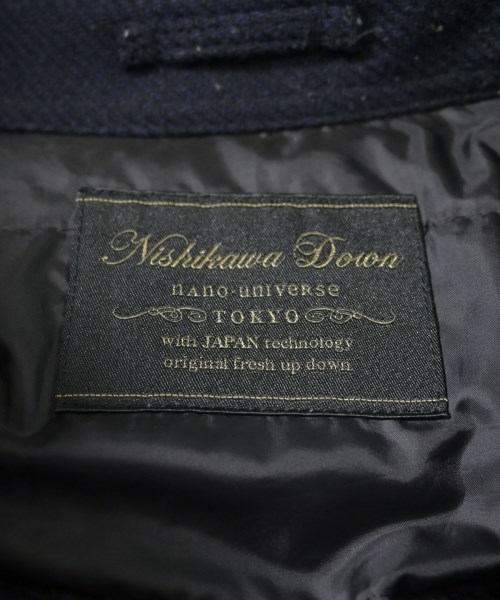 Nishikawa Down
nano·universe
TOKYO
with JAPAN technology
original fresh up down